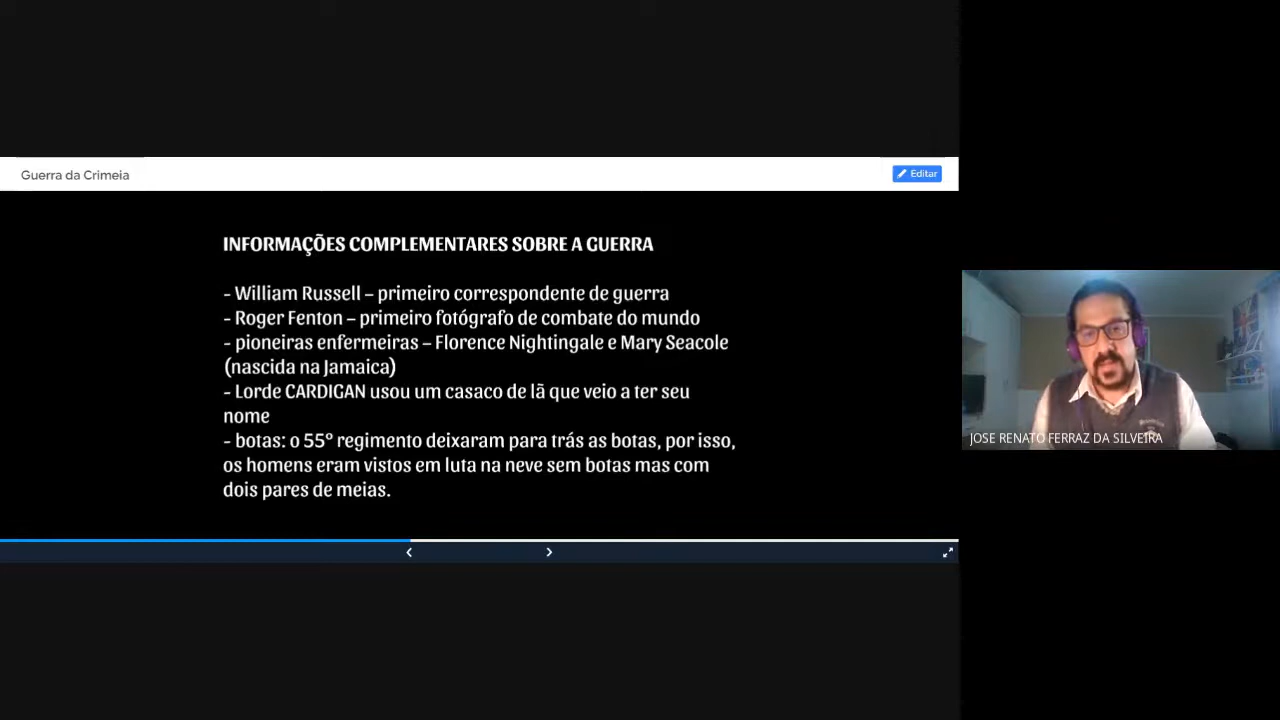 Guerra da Crimeia
Editar
INFORMAÇÕES COMPLEMENTARES SOBRE A GUERRA
- William Russell – primeiro correspondente de guerra
- Roger Fenton – primeiro fotógrafo de combate do mundo
- pioneiras enfermeiras – Florence Nightingale e Mary Seacole
(nascida na Jamaica)
- Lorde CARDIGAN usou um casaco de lã que veio a ter seu
nome
- botas: o 55º regimento deixaram para trás as botas, por isso,
os homens eram vistos em luta na neve sem botas mas com
dois pares de meias.
JOSE RENATO FERRAZ DA SILVEIRA